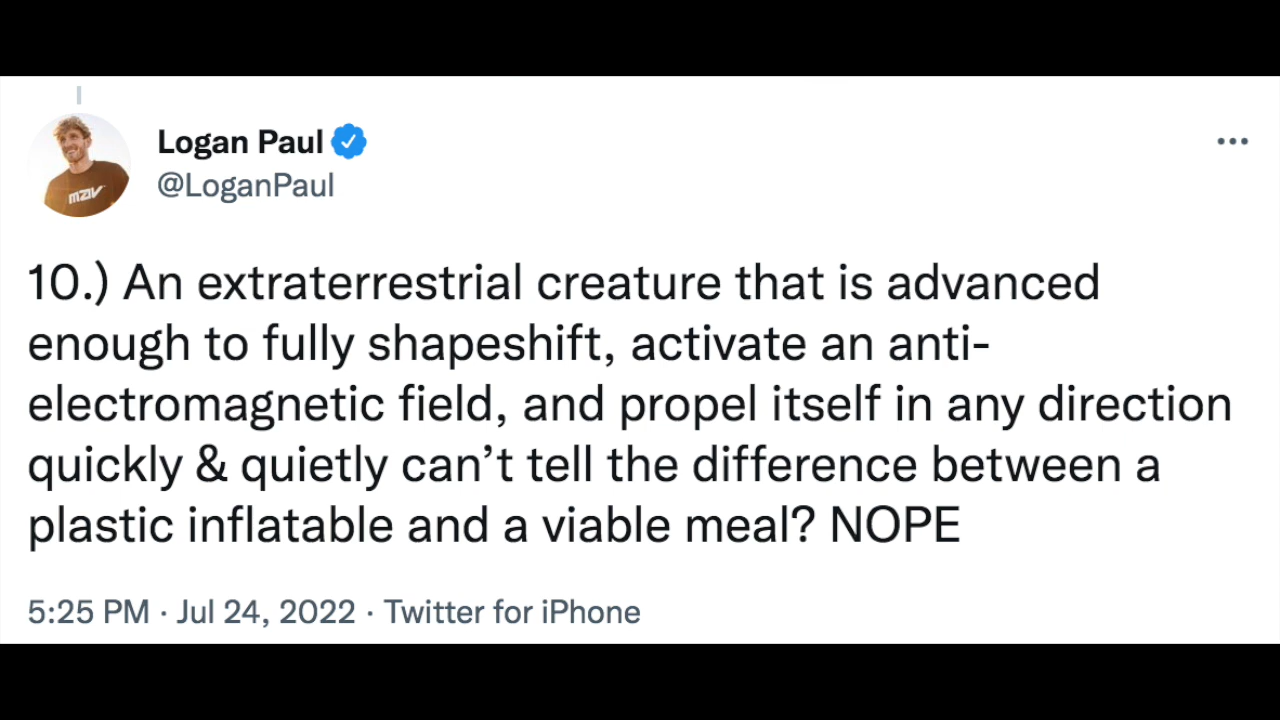 Logan Paul
@LoganPaul
mav
10.) An extraterrestrial creature that is advanced
enough to fully shapeshift, activate an anti-
electromagnetic field, and propel itself in any direction
quickly & quietly can’t tell the difference between a
plastic inflatable and a viable meal? NOPE
5:25 PM · Jul 24, 2022 · Twitter for iPhone